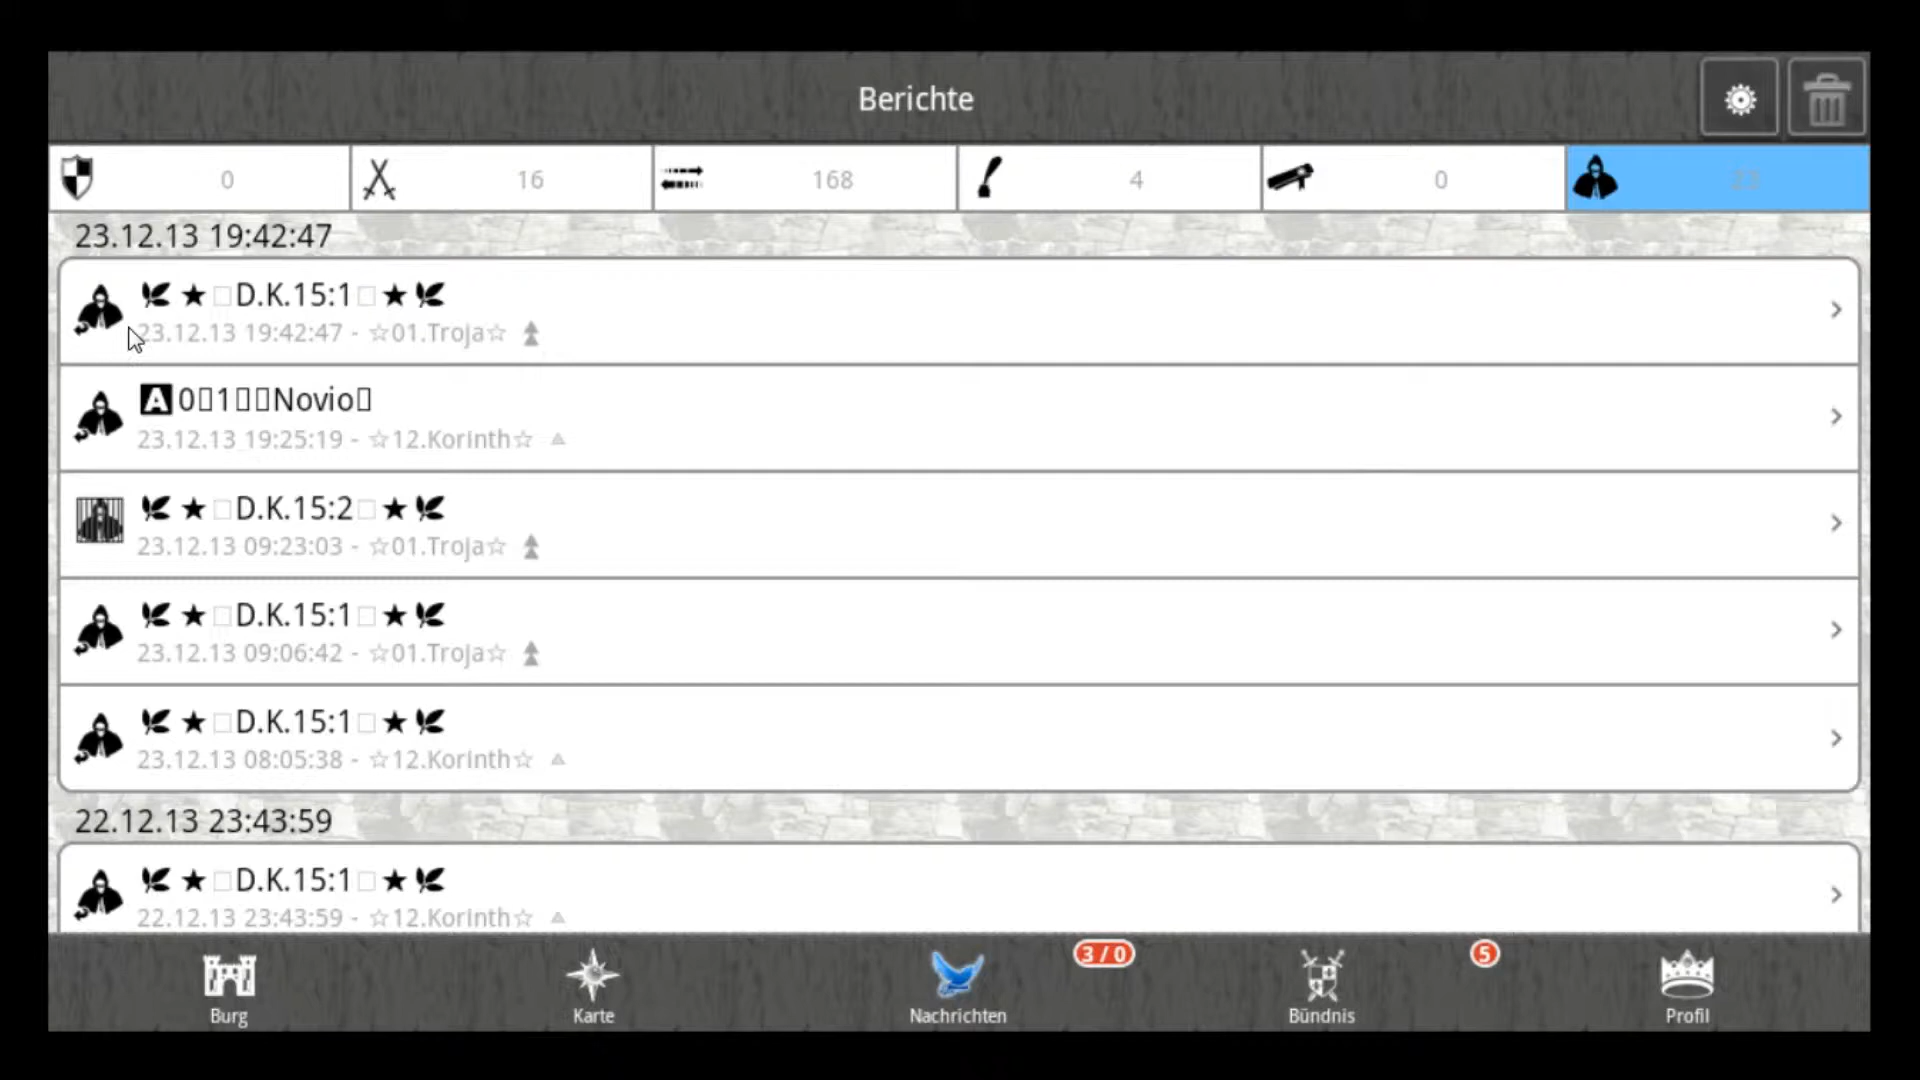 Berichte
0 16 168 4 0 23
23.12.13 19:42:47
★□D.K.15:1□★
23.12.13 19:42:47 - ☆01.Troja☆
A 0▯1▯▯Novio▯
23.12.13 19:25:19 - ☆12.Korinth☆
★□D.K.15:2□★
23.12.13 09:23:03 - ☆01.Troja☆
★□D.K.15:1□★
23.12.13 09:06:42 - ☆01.Troja☆
★□D.K.15:1□★
23.12.13 08:05:38 - ☆12.Korinth☆
22.12.13 23:43:59
★□D.K.15:1□★
22.12.13 23:43:59 - ☆12.Korinth☆
3 / 0 5
Burg Karte Nachrichten Bündnis Profil